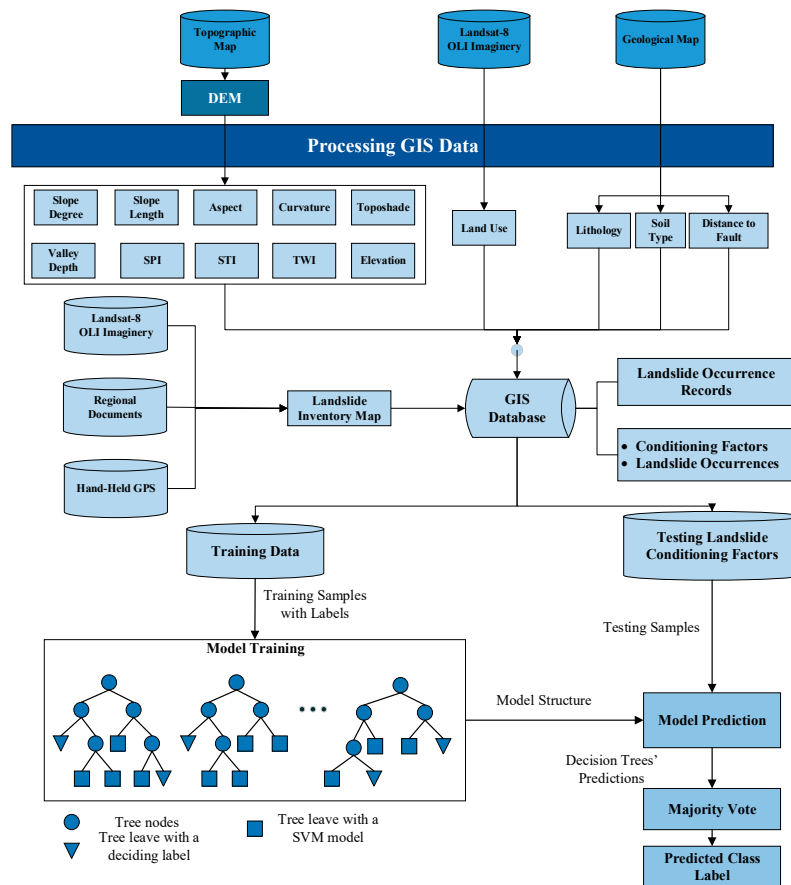 Topographic
Map
Landsat-8
OLI Imaginery
Geological Map
DEM
Processing GIS Data
Slope
Degree
Slope
Length
Aspect
Curvature
Toposhade
Valley
Depth
SPI
STI
TWI
Elevation
Land Use
Lithology
Soil
Type
Distance to
Fault
Landsat-8
OLI Imaginery
Regional
Documents
Hand-Held GPS
Landslide
Inventory Map
GIS
Database
Landslide Occurrence
Records
• Conditioning Factors
• Landslide Occurrences
Training Data
Testing Landslide
Conditioning Factors
Training Samples
with Labels
Testing Samples
Model Training
Model Structure
Model Prediction
Decision Trees’
Predictions
Majority Vote
Predicted Class
Label
Tree nodes
Tree leave with a
deciding label
Tree leave with a
SVM model